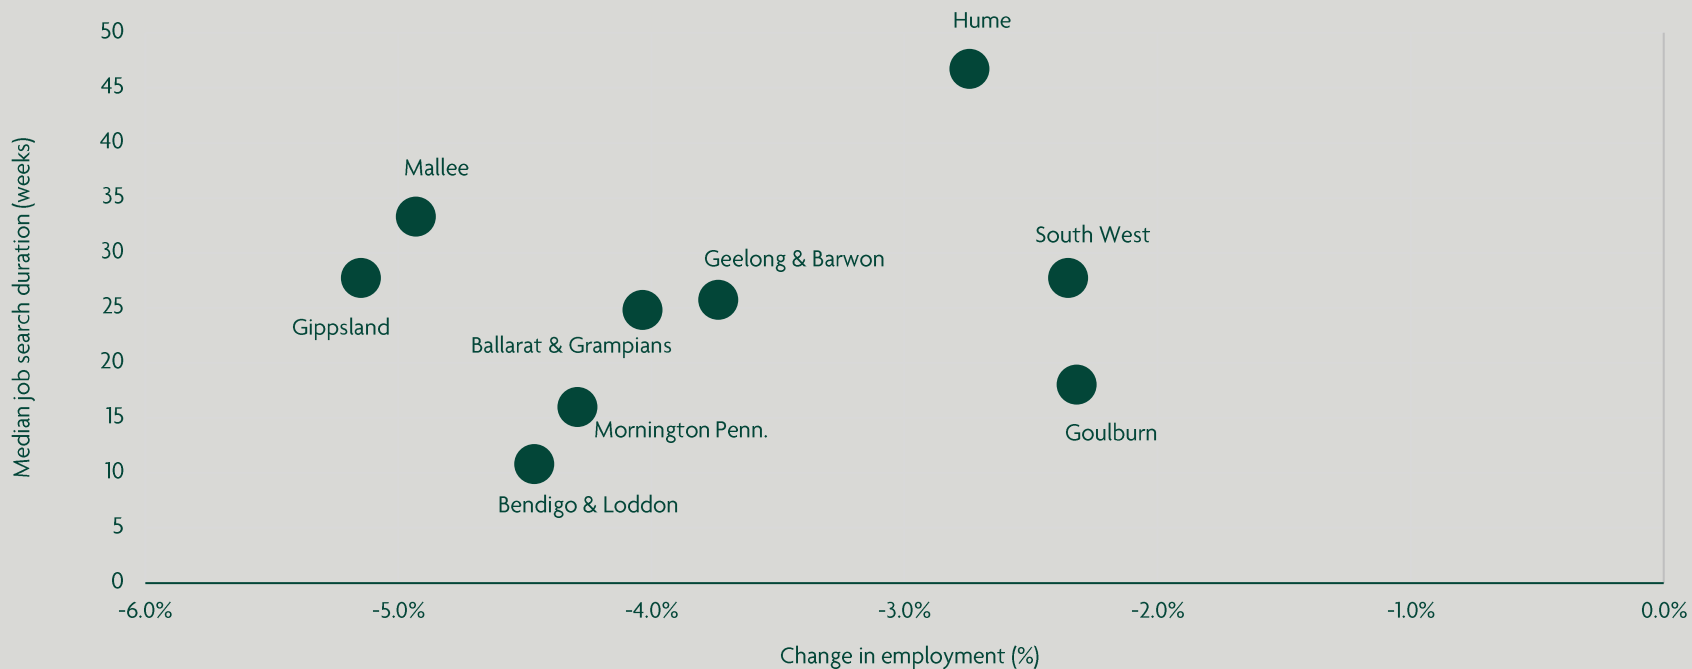 Hume
50
45
40
Mallee
35
South West
30
Geelong & Barwon
25
Gippsland
Ballarat & Grampians
20
15
Mornington Penn.
Goulburn
10
Bendigo & Loddon
5
0
-6.0% -5.0% -4.0% -3.0% -2.0% -1.0% 0.0%
Change in employment (%)
Median job search duration (weeks)